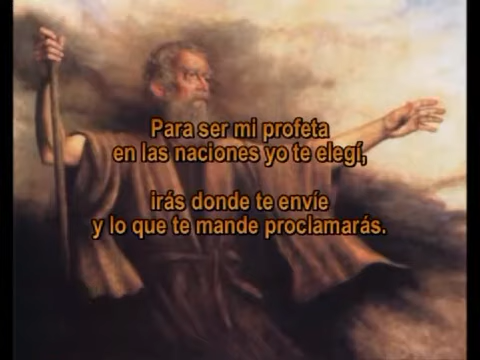 Para ser mi profeta
en las naciones yo te elegí,
irás donde te envíe
y lo que te mande proclamarás.